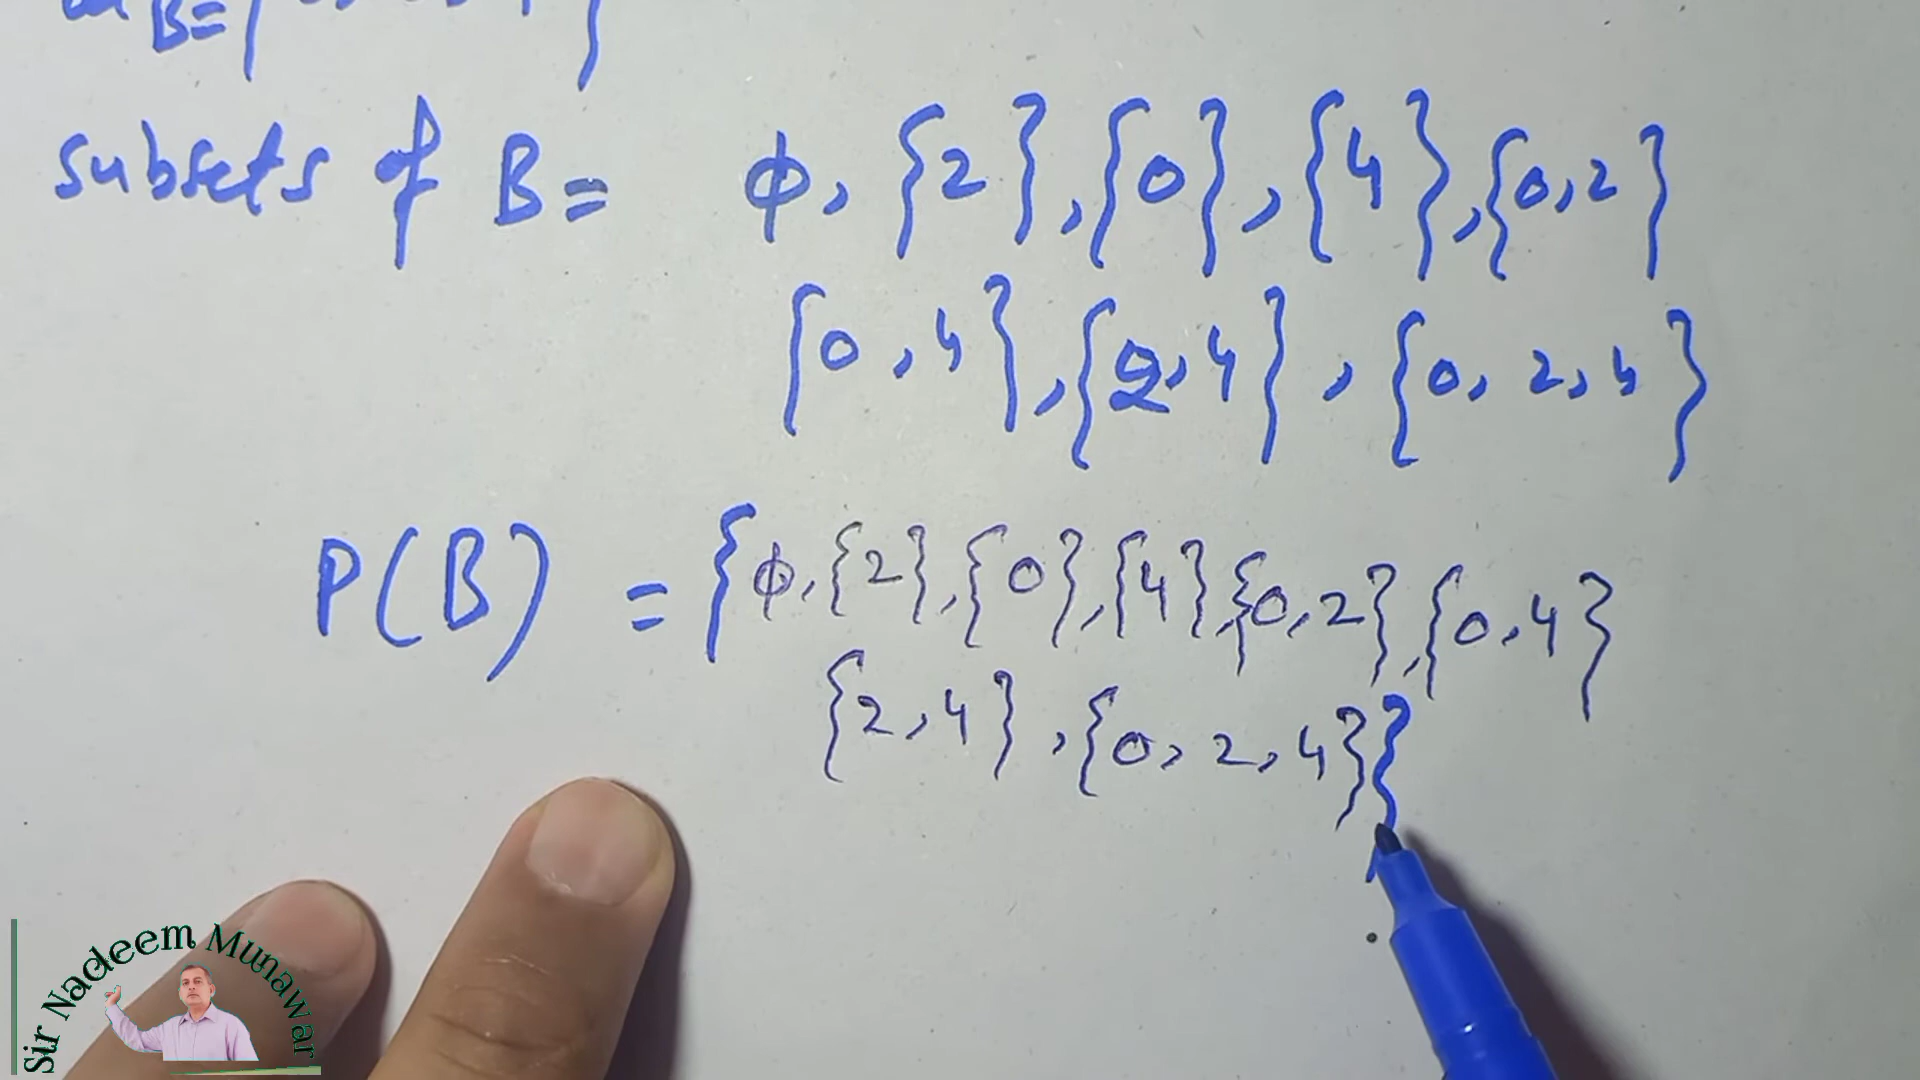 B=
subsets of B= φ, {2}, {0}, {4}, {0,2}
{0,4}, {2,4}, {0, 2, 4}
P(B) = {φ, {2}, {0}, {4}, {0,2}, {0,4}
{2,4}, {0, 2, 4}}
Sir Nadeem Munawar